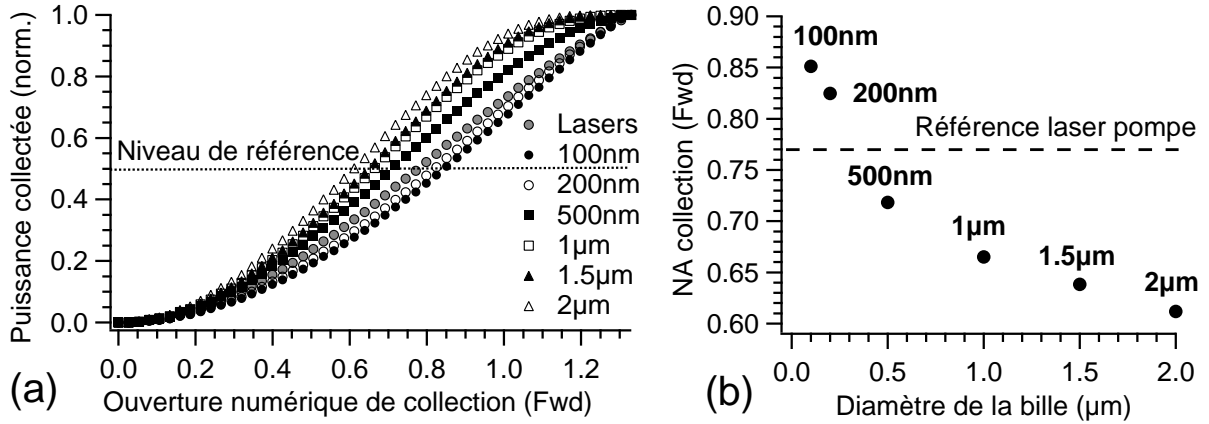 Puissance collectée (norm.)
1.0
0.8
0.6
0.4
0.2
0.0
Niveau de référence
Lasers
100nm
200nm
500nm
1µm
1.5µm
2µm
0.0 0.2 0.4 0.6 0.8 1.0 1.2
(a)
Ouverture numérique de collection (Fwd)
NA collection (Fwd)
0.90
0.85
0.80
0.75
0.70
0.65
0.60
100nm
200nm
Référence laser pompe
500nm
1µm
1.5µm
2µm
0.0 0.5 1.0 1.5 2.0
(b)
Diamètre de la bille (µm)